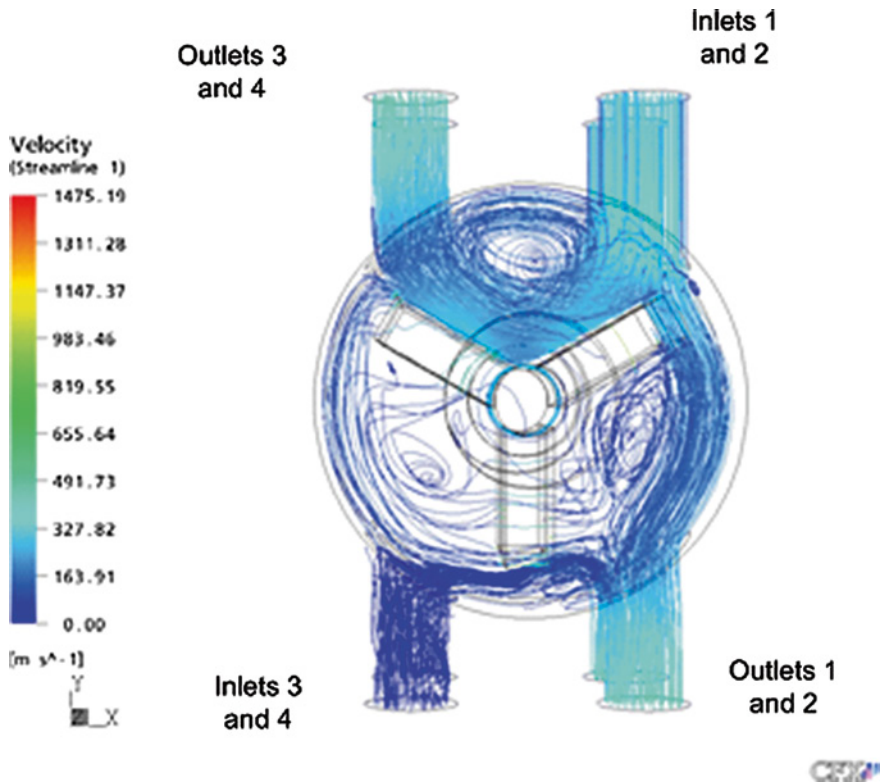 Inlets 1
and 2
Outlets 3
and 4
Velocity
(Streamline 1)
1475.19
1311.28
1147.37
983.46
819.55
655.64
491.73
327.82
163.91
0.00
[m s^-1]
Y
X
Inlets 3
and 4
Outlets 1
and 2